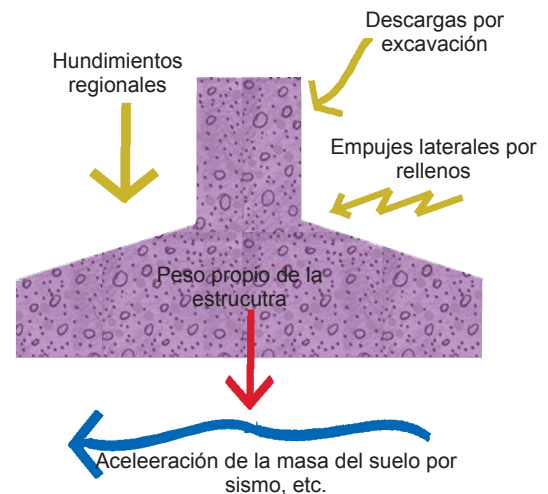 Descargas por
excavación
Hundimientos
regionales
Empujes laterales por
rellenos
Peso propio de la
estrucutra
Aceleeración de la masa del suelo por
sismo, etc.